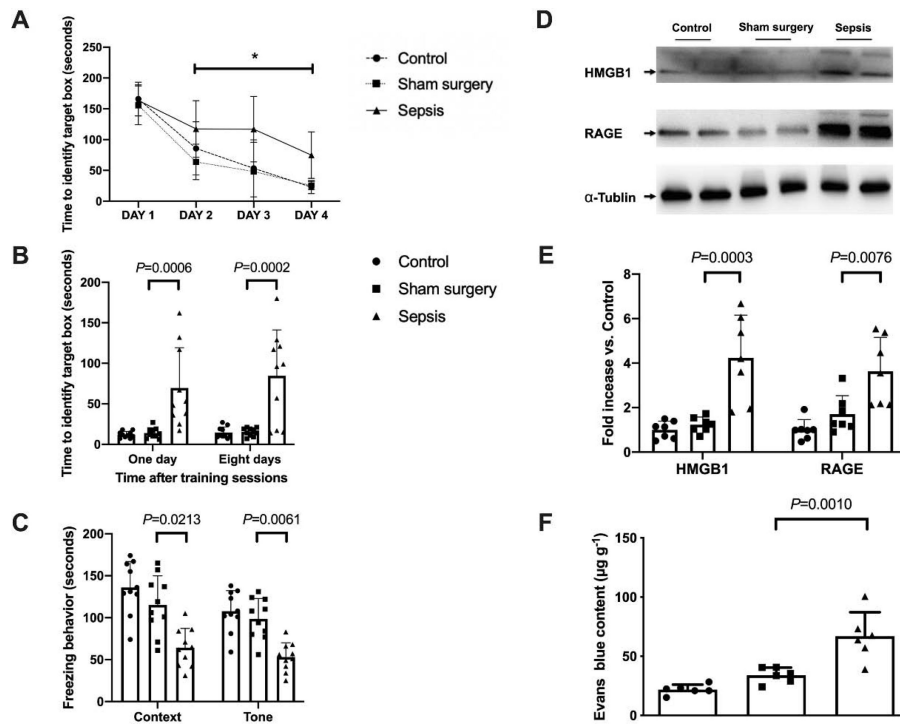 A
Time to identify target box (seconds)
250
200
150
100
50
0
DAY 1 DAY 2 DAY 3 DAY 4
*
Control
Sham surgery
Sepsis
B
Time to identify target box (seconds)
200
150
100
50
0
P=0.0006 P=0.0002
One day Eight days
Time after training sessions
Control
Sham surgery
Sepsis
C
Freezing behavior (seconds)
200
150
100
50
0
P=0.0213 P=0.0061
Context Tone
D
Control Sham surgery Sepsis
HMGB1
RAGE
α-Tublin
E
Fold incease vs. Control
8
6
4
2
0
P=0.0003 P=0.0076
HMGB1 RAGE
F
Evans blue content (µg g-1)
150
100
50
0
P=0.0010